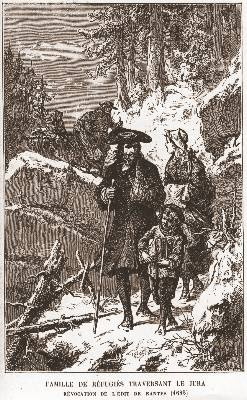 FAMILLE DE RÉFUGIÉS TRAVERSANT LE JURA
RÉVOCATION DE L'ÉDIT DE NANTES (1685)